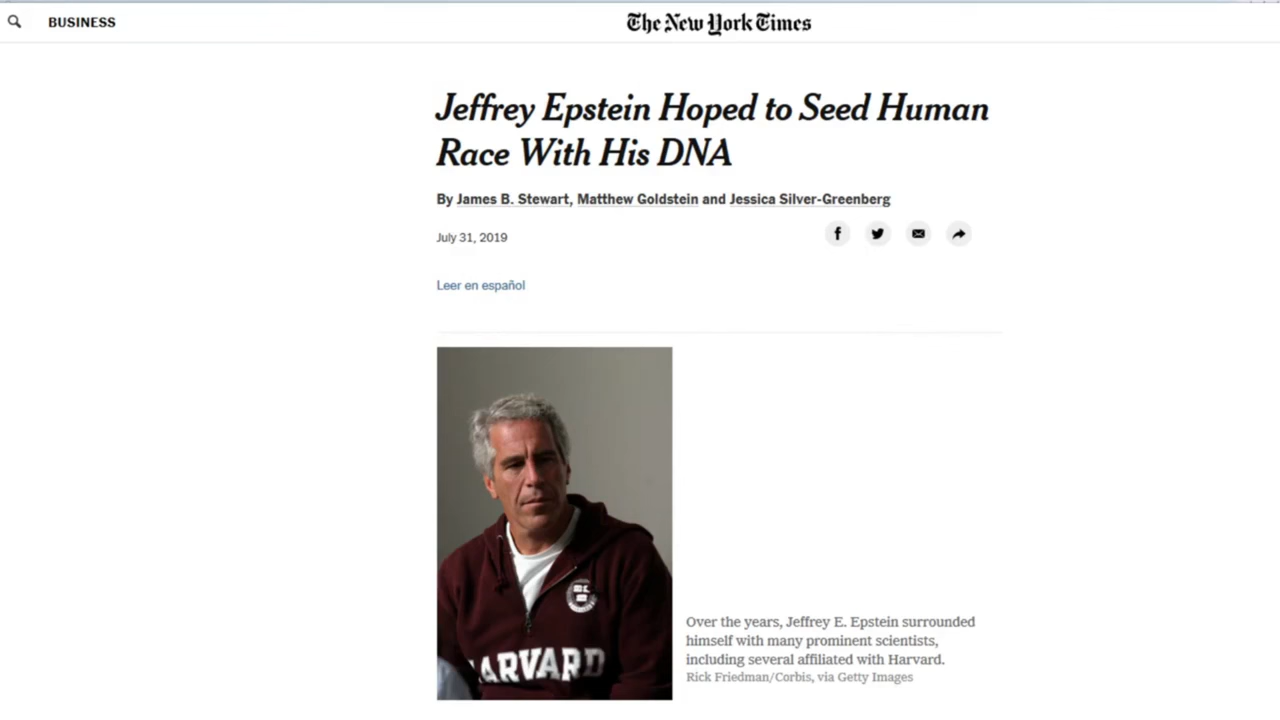 BUSINESS
The New York Times
Jeffrey Epstein Hoped to Seed Human
Race With His DNA
By James B. Stewart, Matthew Goldstein and Jessica Silver-Greenberg
July 31, 2019
Leer en español
HARVARD
Over the years, Jeffrey E. Epstein surrounded
himself with many prominent scientists,
including several affiliated with Harvard.
Rick Friedman/Corbis, via Getty Images